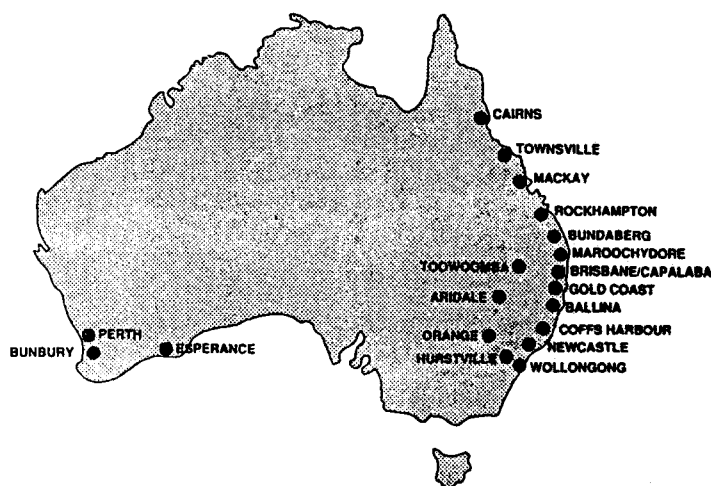 CAIRNS
TOWNSVILLE
MACKAY
ROCKHAMPTON
BUNDABERG
MAROOCHYDORE
TOOWOOMBA
BRISBANE/CAPALABA
GOLD COAST
ARIDALE
BALLINA
COFFS HARBOUR
PERTH
ORANGE
NEWCASTLE
BUNBURY
ESPERANCE
HURSTVILLE
WOLLONGONG